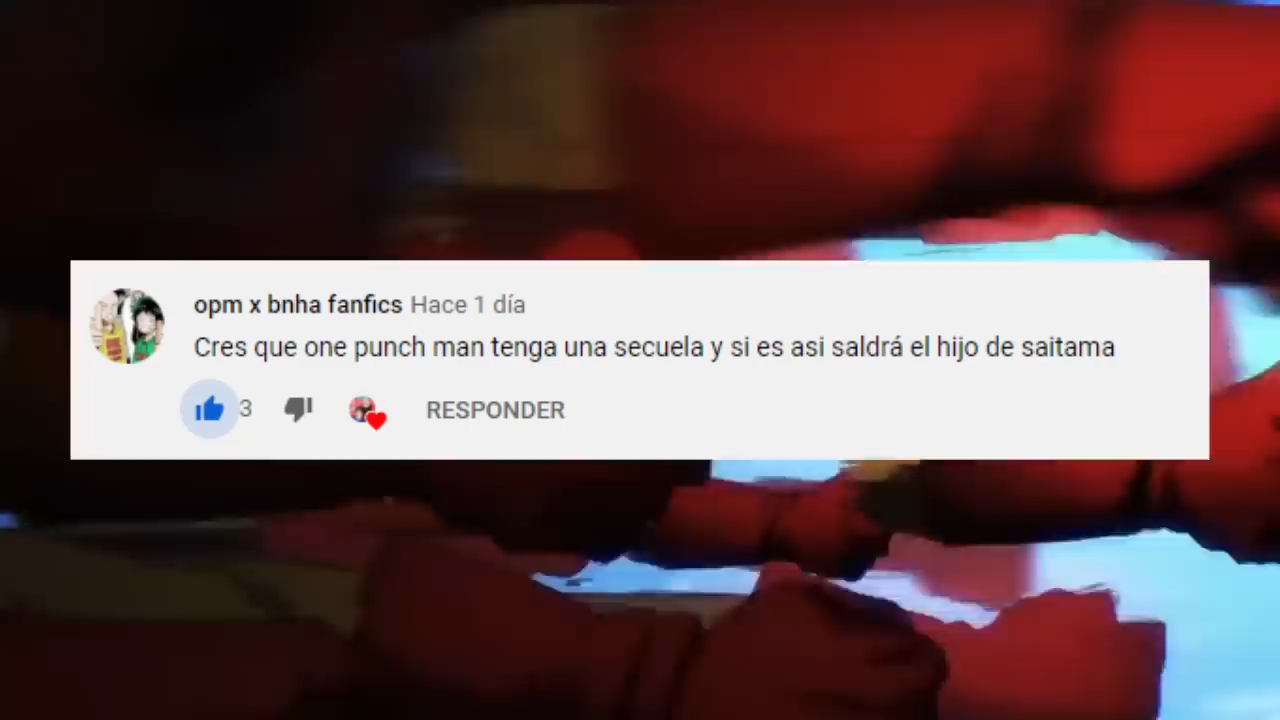 opm x bnha fanfics Hace 1 día
Cres que one punch man tenga una secuela y si es asi saldrá el hijo de saitama
3 RESPONDER